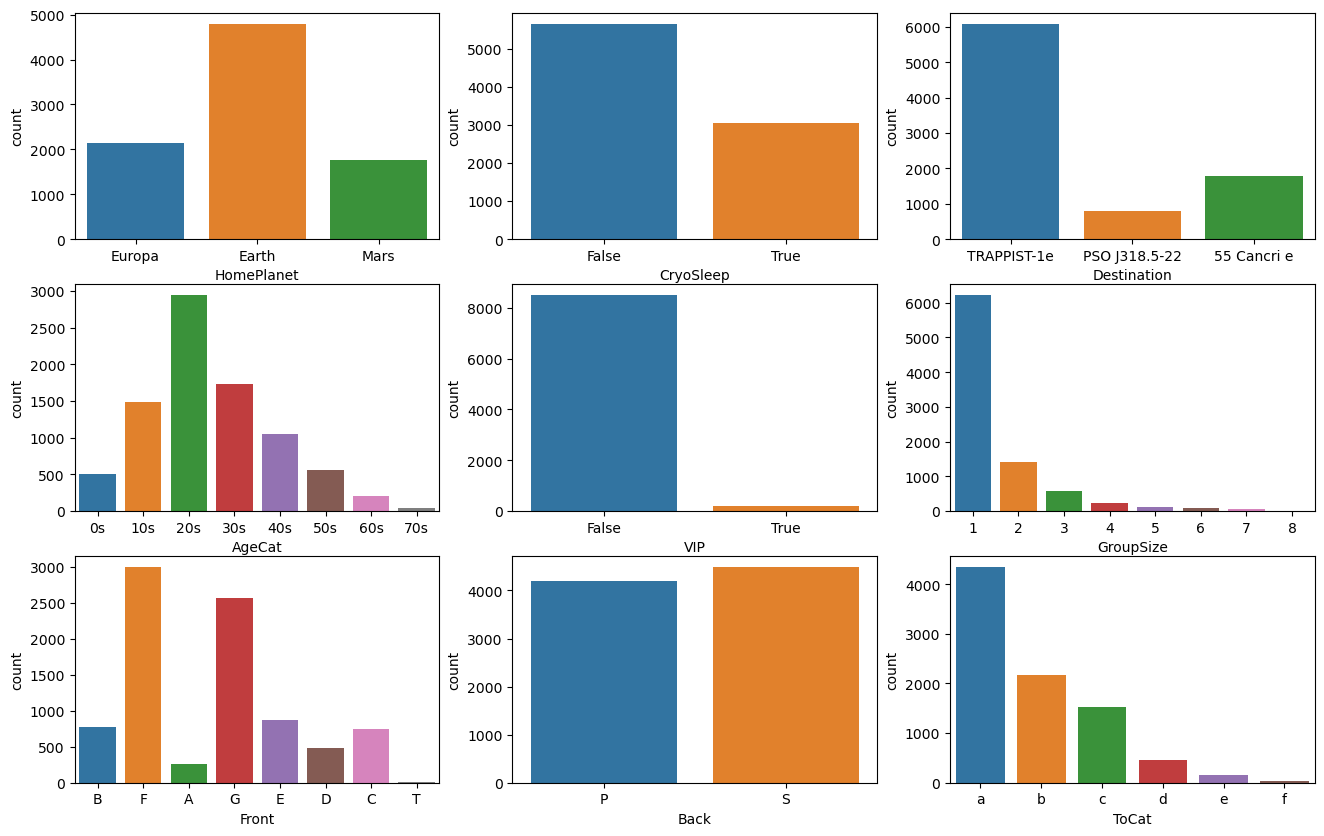 5000
4000
3000
2000
1000
0
count
Europa Earth Mars
HomePlanet
5000
4000
3000
2000
1000
0
count
False True
CryoSleep
6000
5000
4000
3000
2000
1000
0
count
TRAPPIST-1e PSO J318.5-22 55 Cancri e
Destination
3000
2500
2000
1500
1000
500
0
count
0s 10s 20s 30s 40s 50s 60s 70s
AgeCat
8000
6000
4000
2000
0
count
False True
VIP
6000
5000
4000
3000
2000
1000
0
count
1 2 3 4 5 6 7 8
GroupSize
3000
2500
2000
1500
1000
500
0
count
B F A G E D C T
Front
4000
3000
2000
1000
0
count
P S
Back
4000
3000
2000
1000
0
count
a b c d e f
ToCat